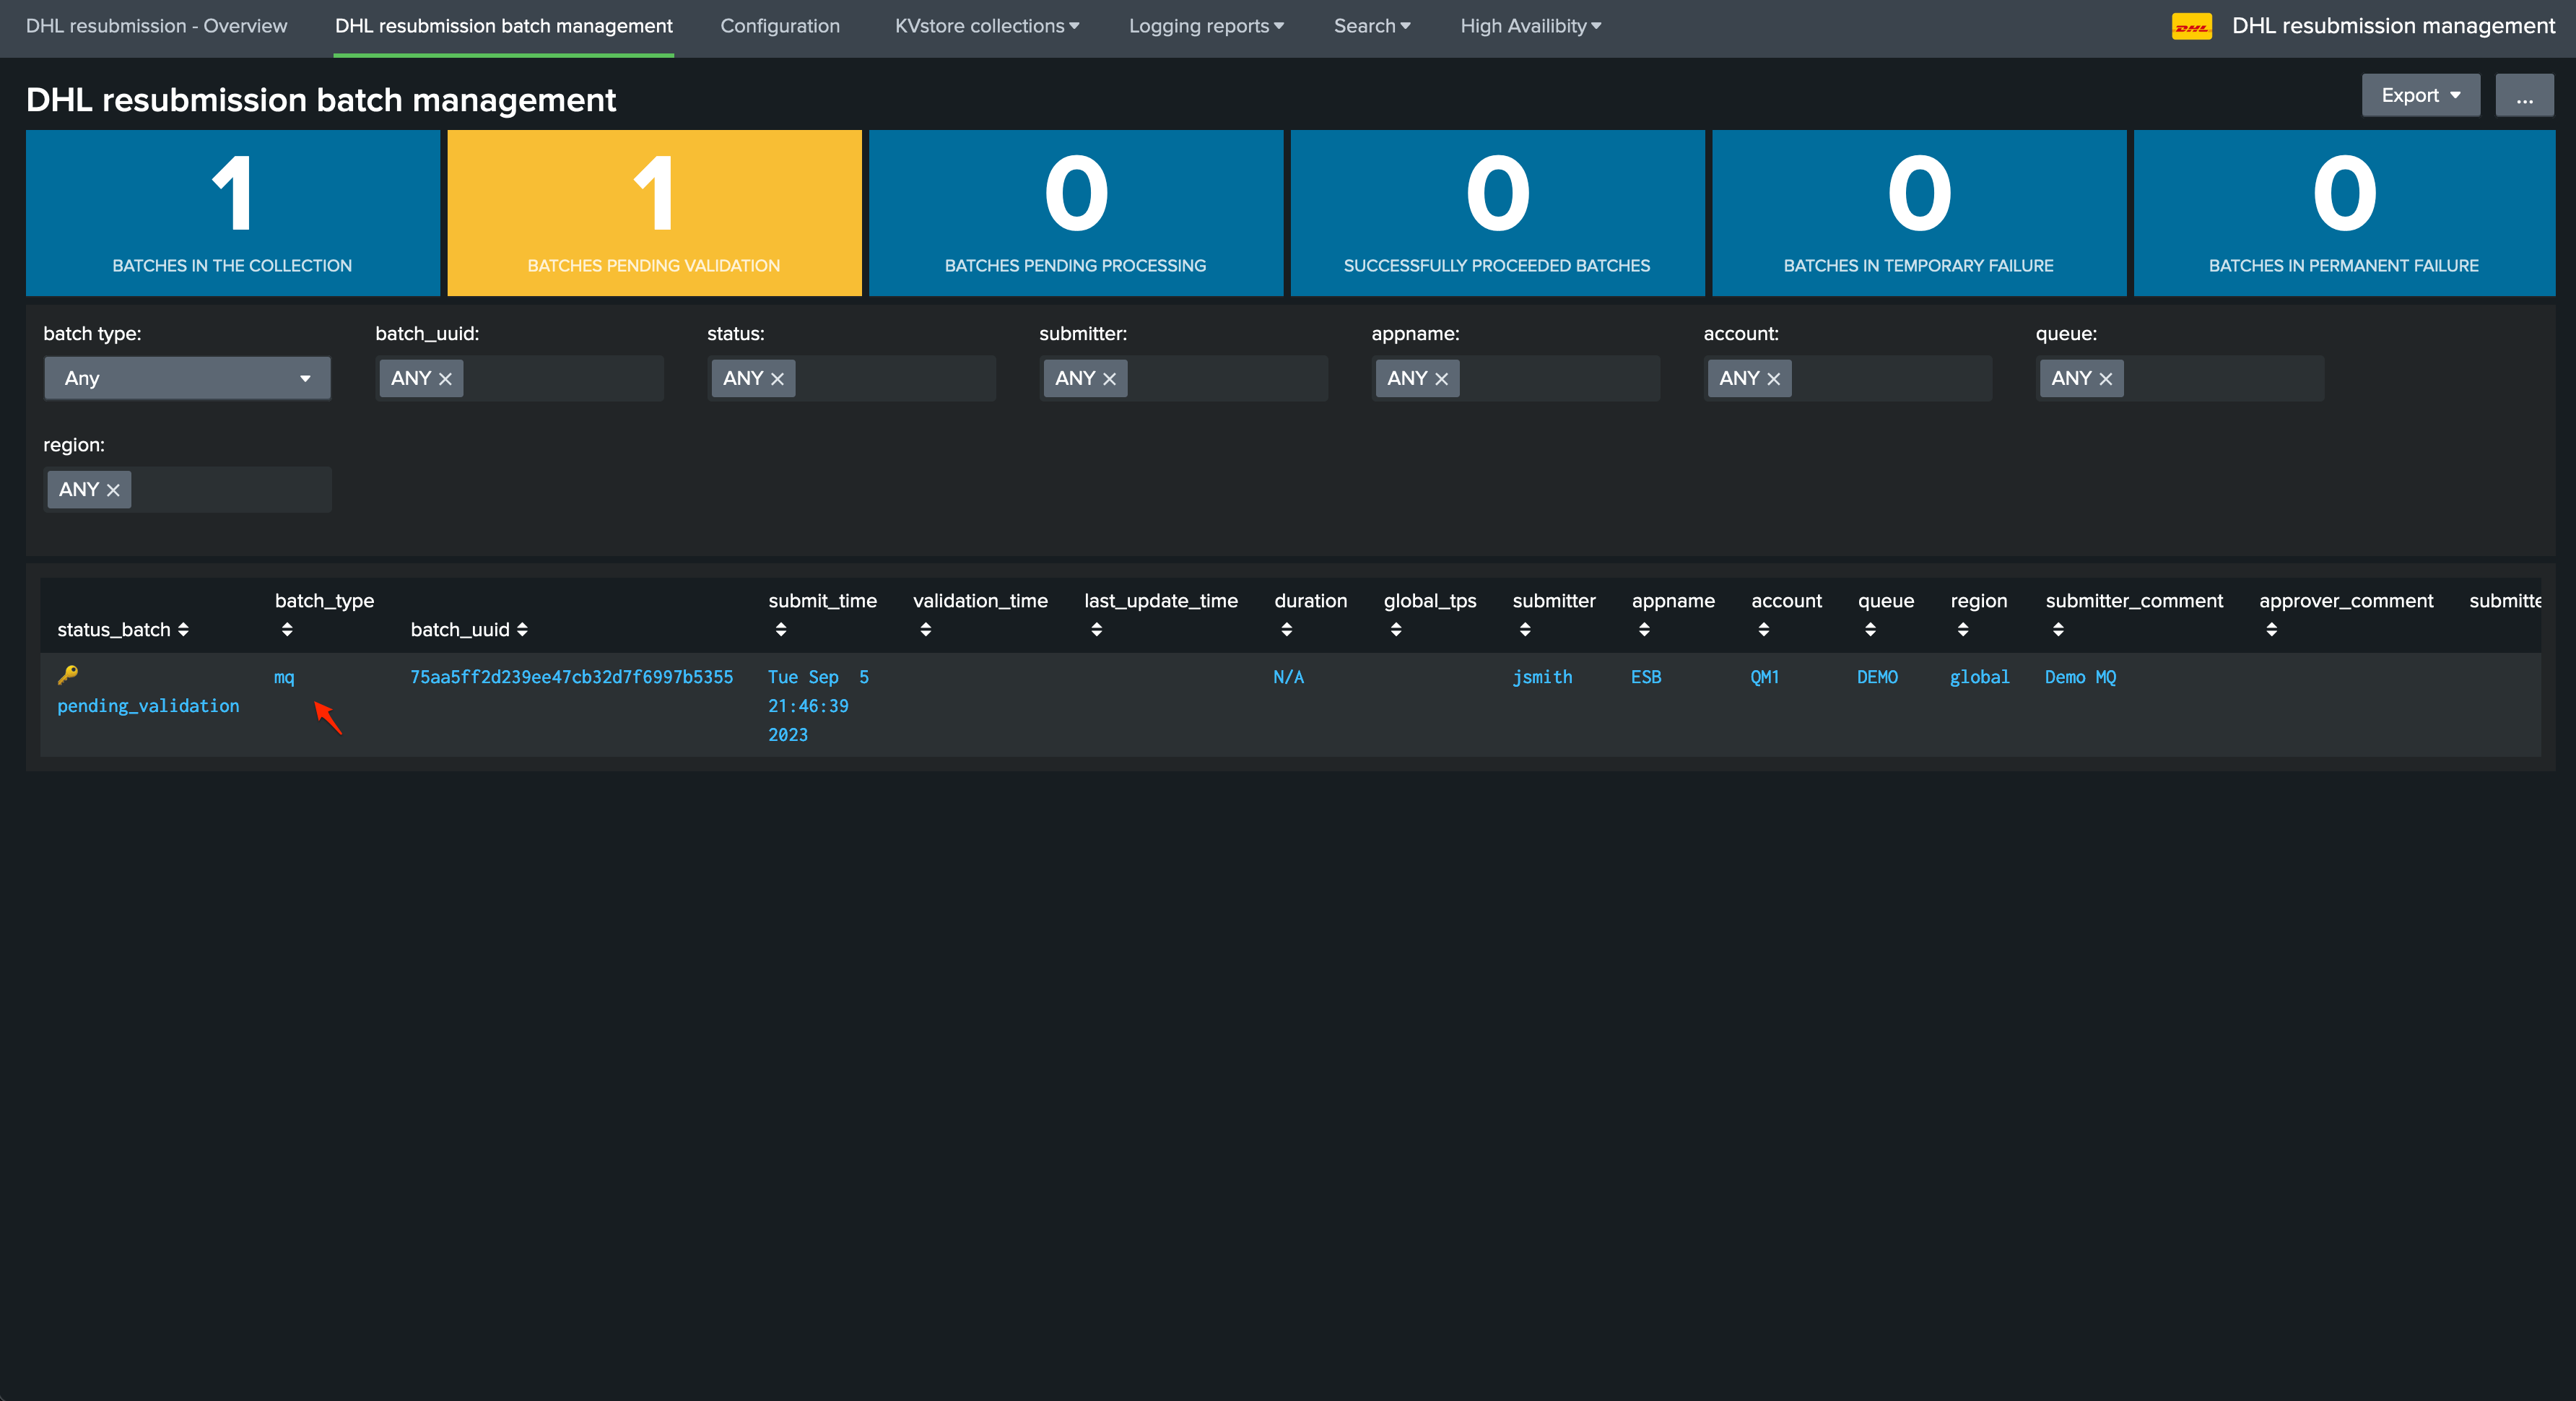 DHL resubmission - Overview
DHL resubmission batch management
Configuration
KVstore collections
Logging reports
Search
High Availibity
DHL
DHL resubmission management
DHL resubmission batch management
Export
...
1
BATCHES IN THE COLLECTION
1
BATCHES PENDING VALIDATION
0
BATCHES PENDING PROCESSING
0
SUCCESSFULLY PROCEEDED BATCHES
0
BATCHES IN TEMPORARY FAILURE
0
BATCHES IN PERMANENT FAILURE
batch type:
Any
batch_uuid:
ANY
status:
ANY
submitter:
ANY
appname:
ANY
account:
ANY
queue:
ANY
region:
ANY
status_batch
batch_type
batch_uuid
submit_time
validation_time
last_update_time
duration
global_tps
submitter
appname
account
queue
region
submitter_comment
approver_comment
submitte
pending_validation
mq
75aa5ff2d239ee47cb32d7f6997b5355
Tue Sep 5
21:46:39
2023
N/A
jsmith
ESB
QM1
DEMO
global
Demo MQ